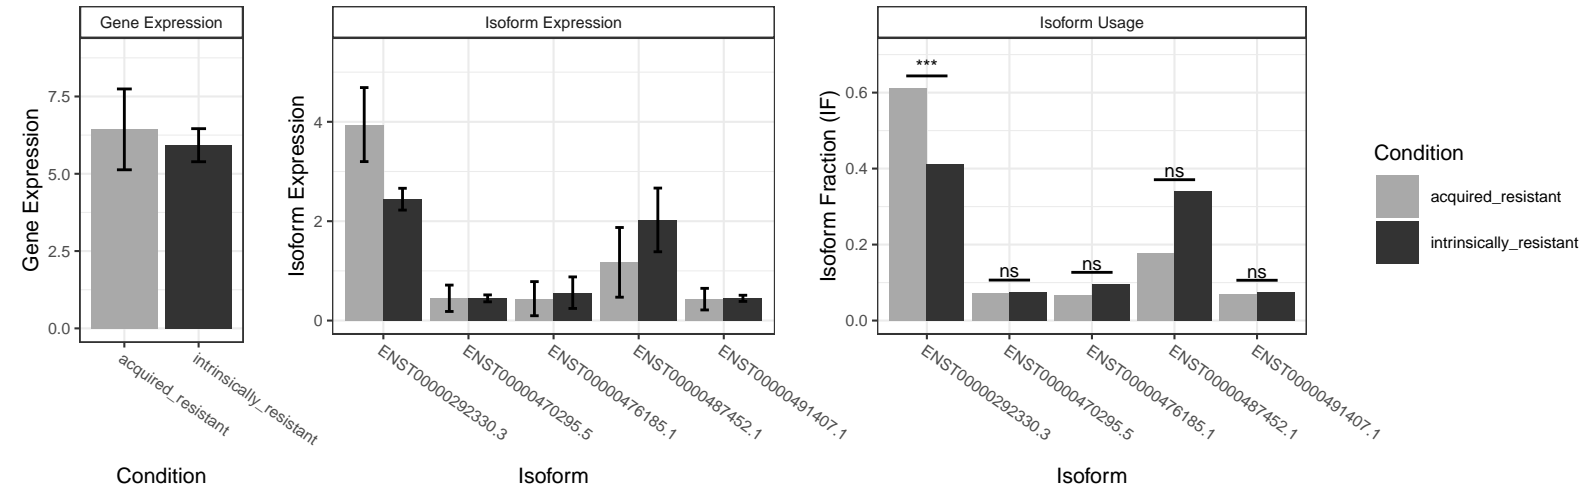 Gene Expression
Isoform Expression
Isoform Usage
Gene Expression
7.5
5.0
2.5
0.0
acquired_resistant
intrinsically_resistant
Condition
Isoform Expression
4
2
0
ENST00000292330.3
ENST00000470295.5
ENST00000476185.1
ENST00000487452.1
ENST00000491407.1
Isoform
Isoform Fraction (IF)
0.6
0.4
0.2
0.0
***
ns
ns
ns
ns
ENST00000292330.3
ENST00000470295.5
ENST00000476185.1
ENST00000487452.1
ENST00000491407.1
Isoform
Condition
acquired_resistant
intrinsically_resistant